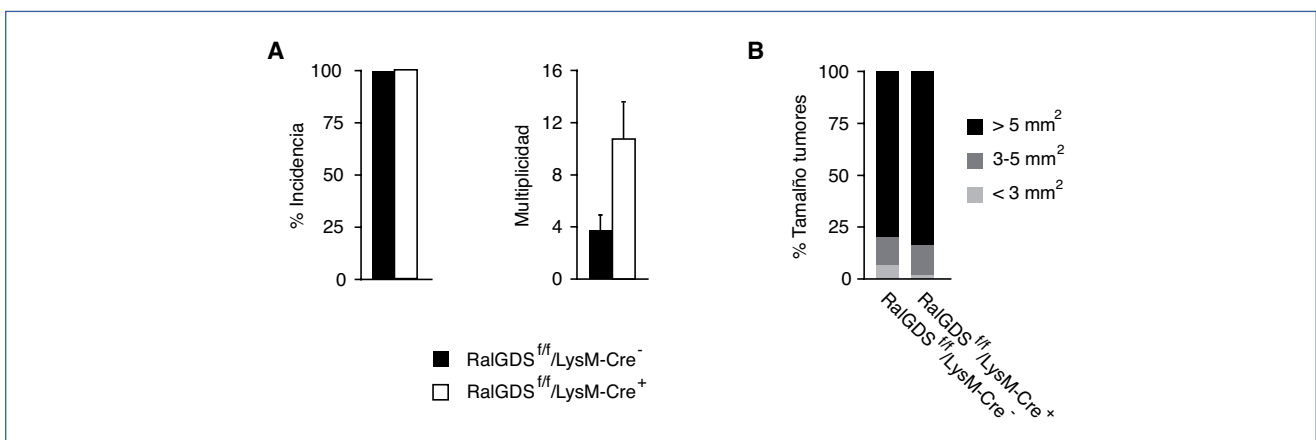 A
% Incidencia
100
75
50
25
0
Multiplicidad
16
12
8
4
0
RalGDS f/f/LysM-Cre -
RalGDS f/f/LysM-Cre +
B
% Tamalño tumores
100
75
50
25
0
> 5 mm2
3-5 mm2
< 3 mm2
RalGDS f/f/LysM-Cre -
RalGDS f/f/LysM-Cre +